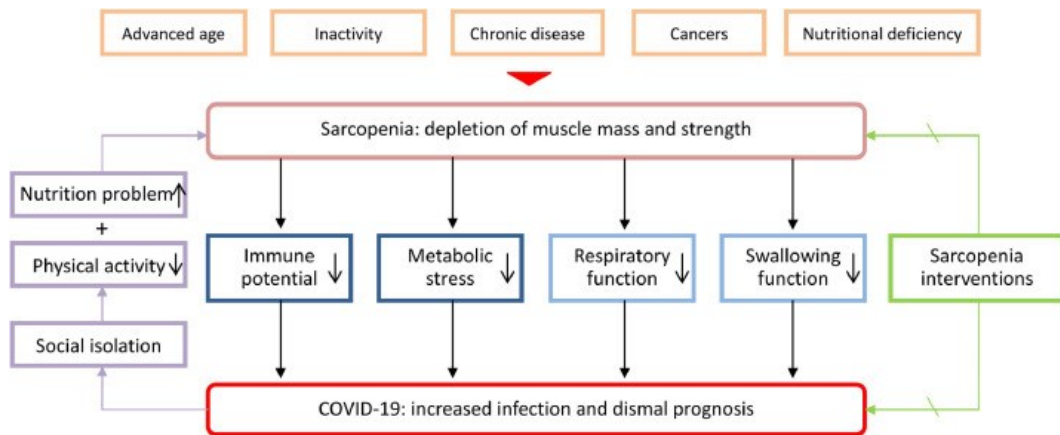 Advanced age
Inactivity
Chronic disease
Cancers
Nutritional deficiency
Sarcopenia: depletion of muscle mass and strength
Nutrition problem↑
+
Physical activity↓
Social isolation
Immune
potential ↓
Metabolic
stress ↓
Respiratory
function ↓
Swallowing
function ↓
Sarcopenia
interventions
COVID-19: increased infection and dismal prognosis